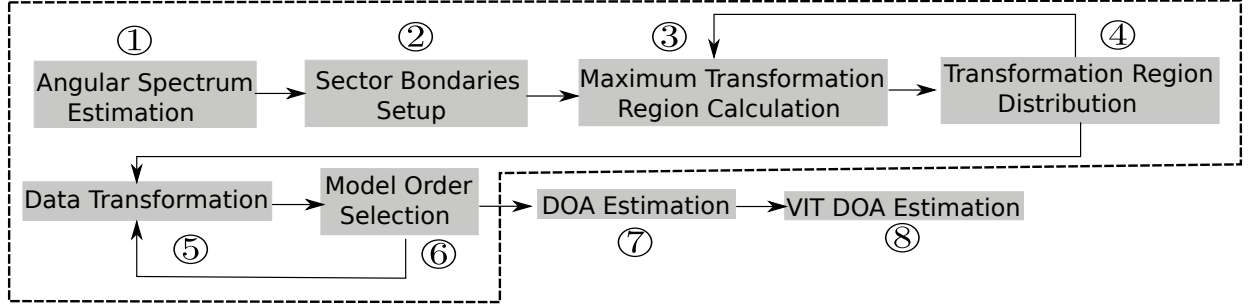 ①
Angular Spectrum
Estimation
②
Sector Bondaries
Setup
③
Maximum Transformation
Region Calculation
④
Transformation Region
Distribution
Data Transformation
⑤
Model Order
Selection
⑥
DOA Estimation
⑦
VIT DOA Estimation
⑧